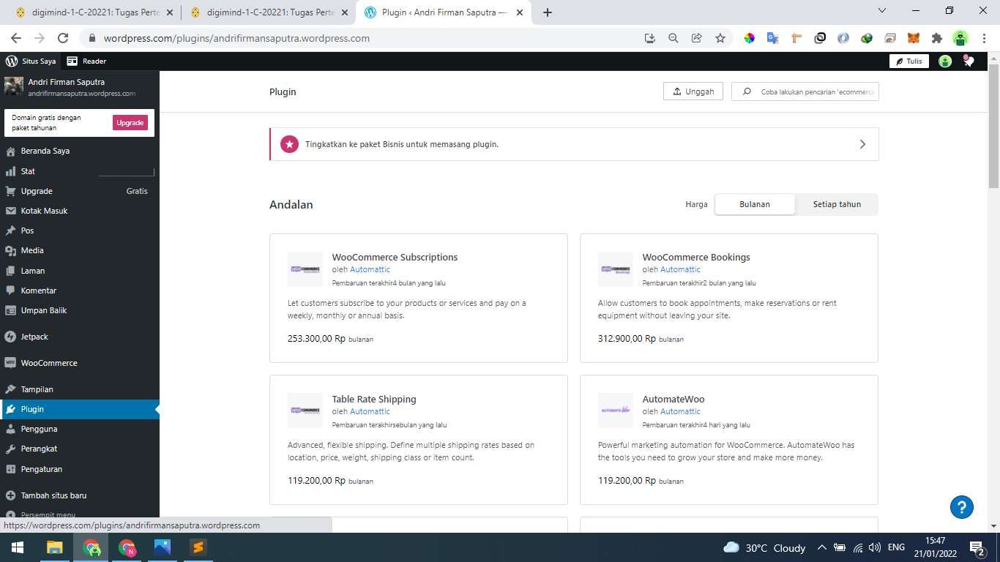 digimind-1-C-20221: Tugas Perte
digimind-1-C-20221: Tugas Perte
Plugin ‹ Andri Firman Saputra —
wordpress.com/plugins/andrifirmansaputra.wordpress.com
Situs Saya
Reader
Tulis
Andri Firman Saputra
andrifirmansaputra.wordpress.com
Domain gratis dengan
paket tahunan
Upgrade
Beranda Saya
Stat
Upgrade
Gratis
Kotak Masuk
Pos
Media
Laman
Komentar
Umpan Balik
Jetpack
WooCommerce
Tampilan
Plugin
Pengguna
Perangkat
Pengaturan
Tambah situs baru
Persempit menu
Plugin
Unggah
Coba lakukan pencarian 'ecommerce
Tingkatkan ke paket Bisnis untuk memasang plugin.
Andalan
Harga
Bulanan
Setiap tahun
WooCommerce Subscriptions
oleh Automattic
Pembaruan terakhir4 bulan yang lalu
Let customers subscribe to your products or services and pay on a
weekly, monthly or annual basis.
253.300,00 Rp bulanan
WooCommerce Bookings
oleh Automattic
Pembaruan terakhir2 bulan yang lalu
Allow customers to book appointments, make reservations or rent
equipment without leaving your site.
312.900,00 Rp bulanan
Table Rate Shipping
oleh Automattic
Pembaruan terakhirsebulan yang lalu
Advanced, flexible shipping. Define multiple shipping rates based on
location, price, weight, shipping class or item count.
119.200,00 Rp bulanan
AUTOMATEWoo
AutomateWoo
oleh Automattic
Pembaruan terakhir4 hari yang lalu
Powerful marketing automation for WooCommerce. AutomateWoo has
the tools you need to grow your store and make more money.
119.200,00 Rp bulanan
?
https://wordpress.com/plugins/andrifirmansaputra.wordpress.com
30°C Cloudy
ENG
15:47
21/01/2022
2